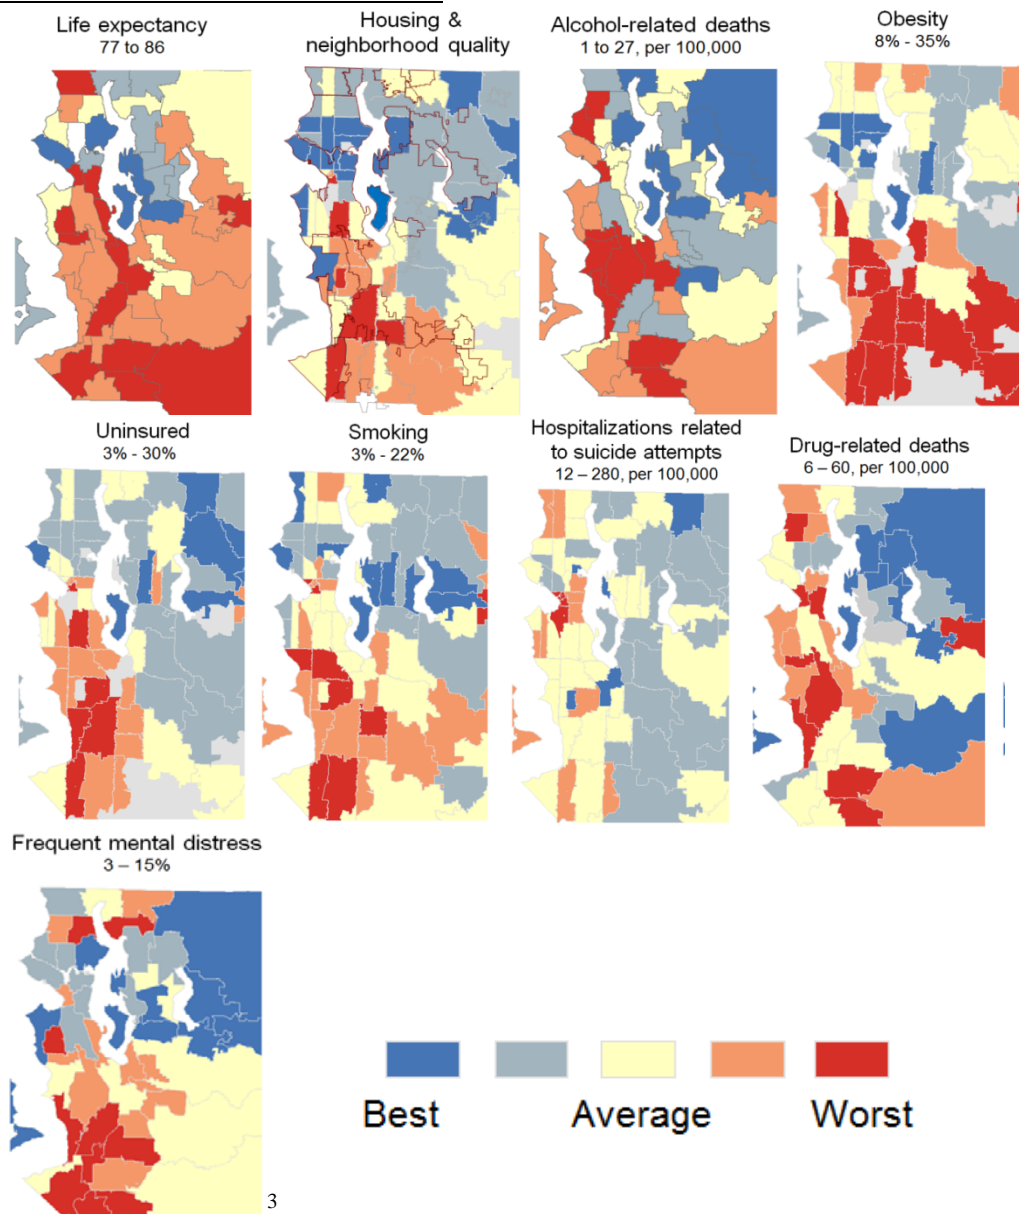 Life expectancy
77 to 86
Housing &
neighborhood quality
Alcohol-related deaths
1 to 27, per 100,000
Obesity
8% - 35%
Uninsured
3% - 30%
Smoking
3% - 22%
Hospitalizations related
to suicide attempts
12 – 280, per 100,000
Drug-related deaths
6 – 60, per 100,000
Frequent mental distress
3 – 15%
Best
Average
Worst
3